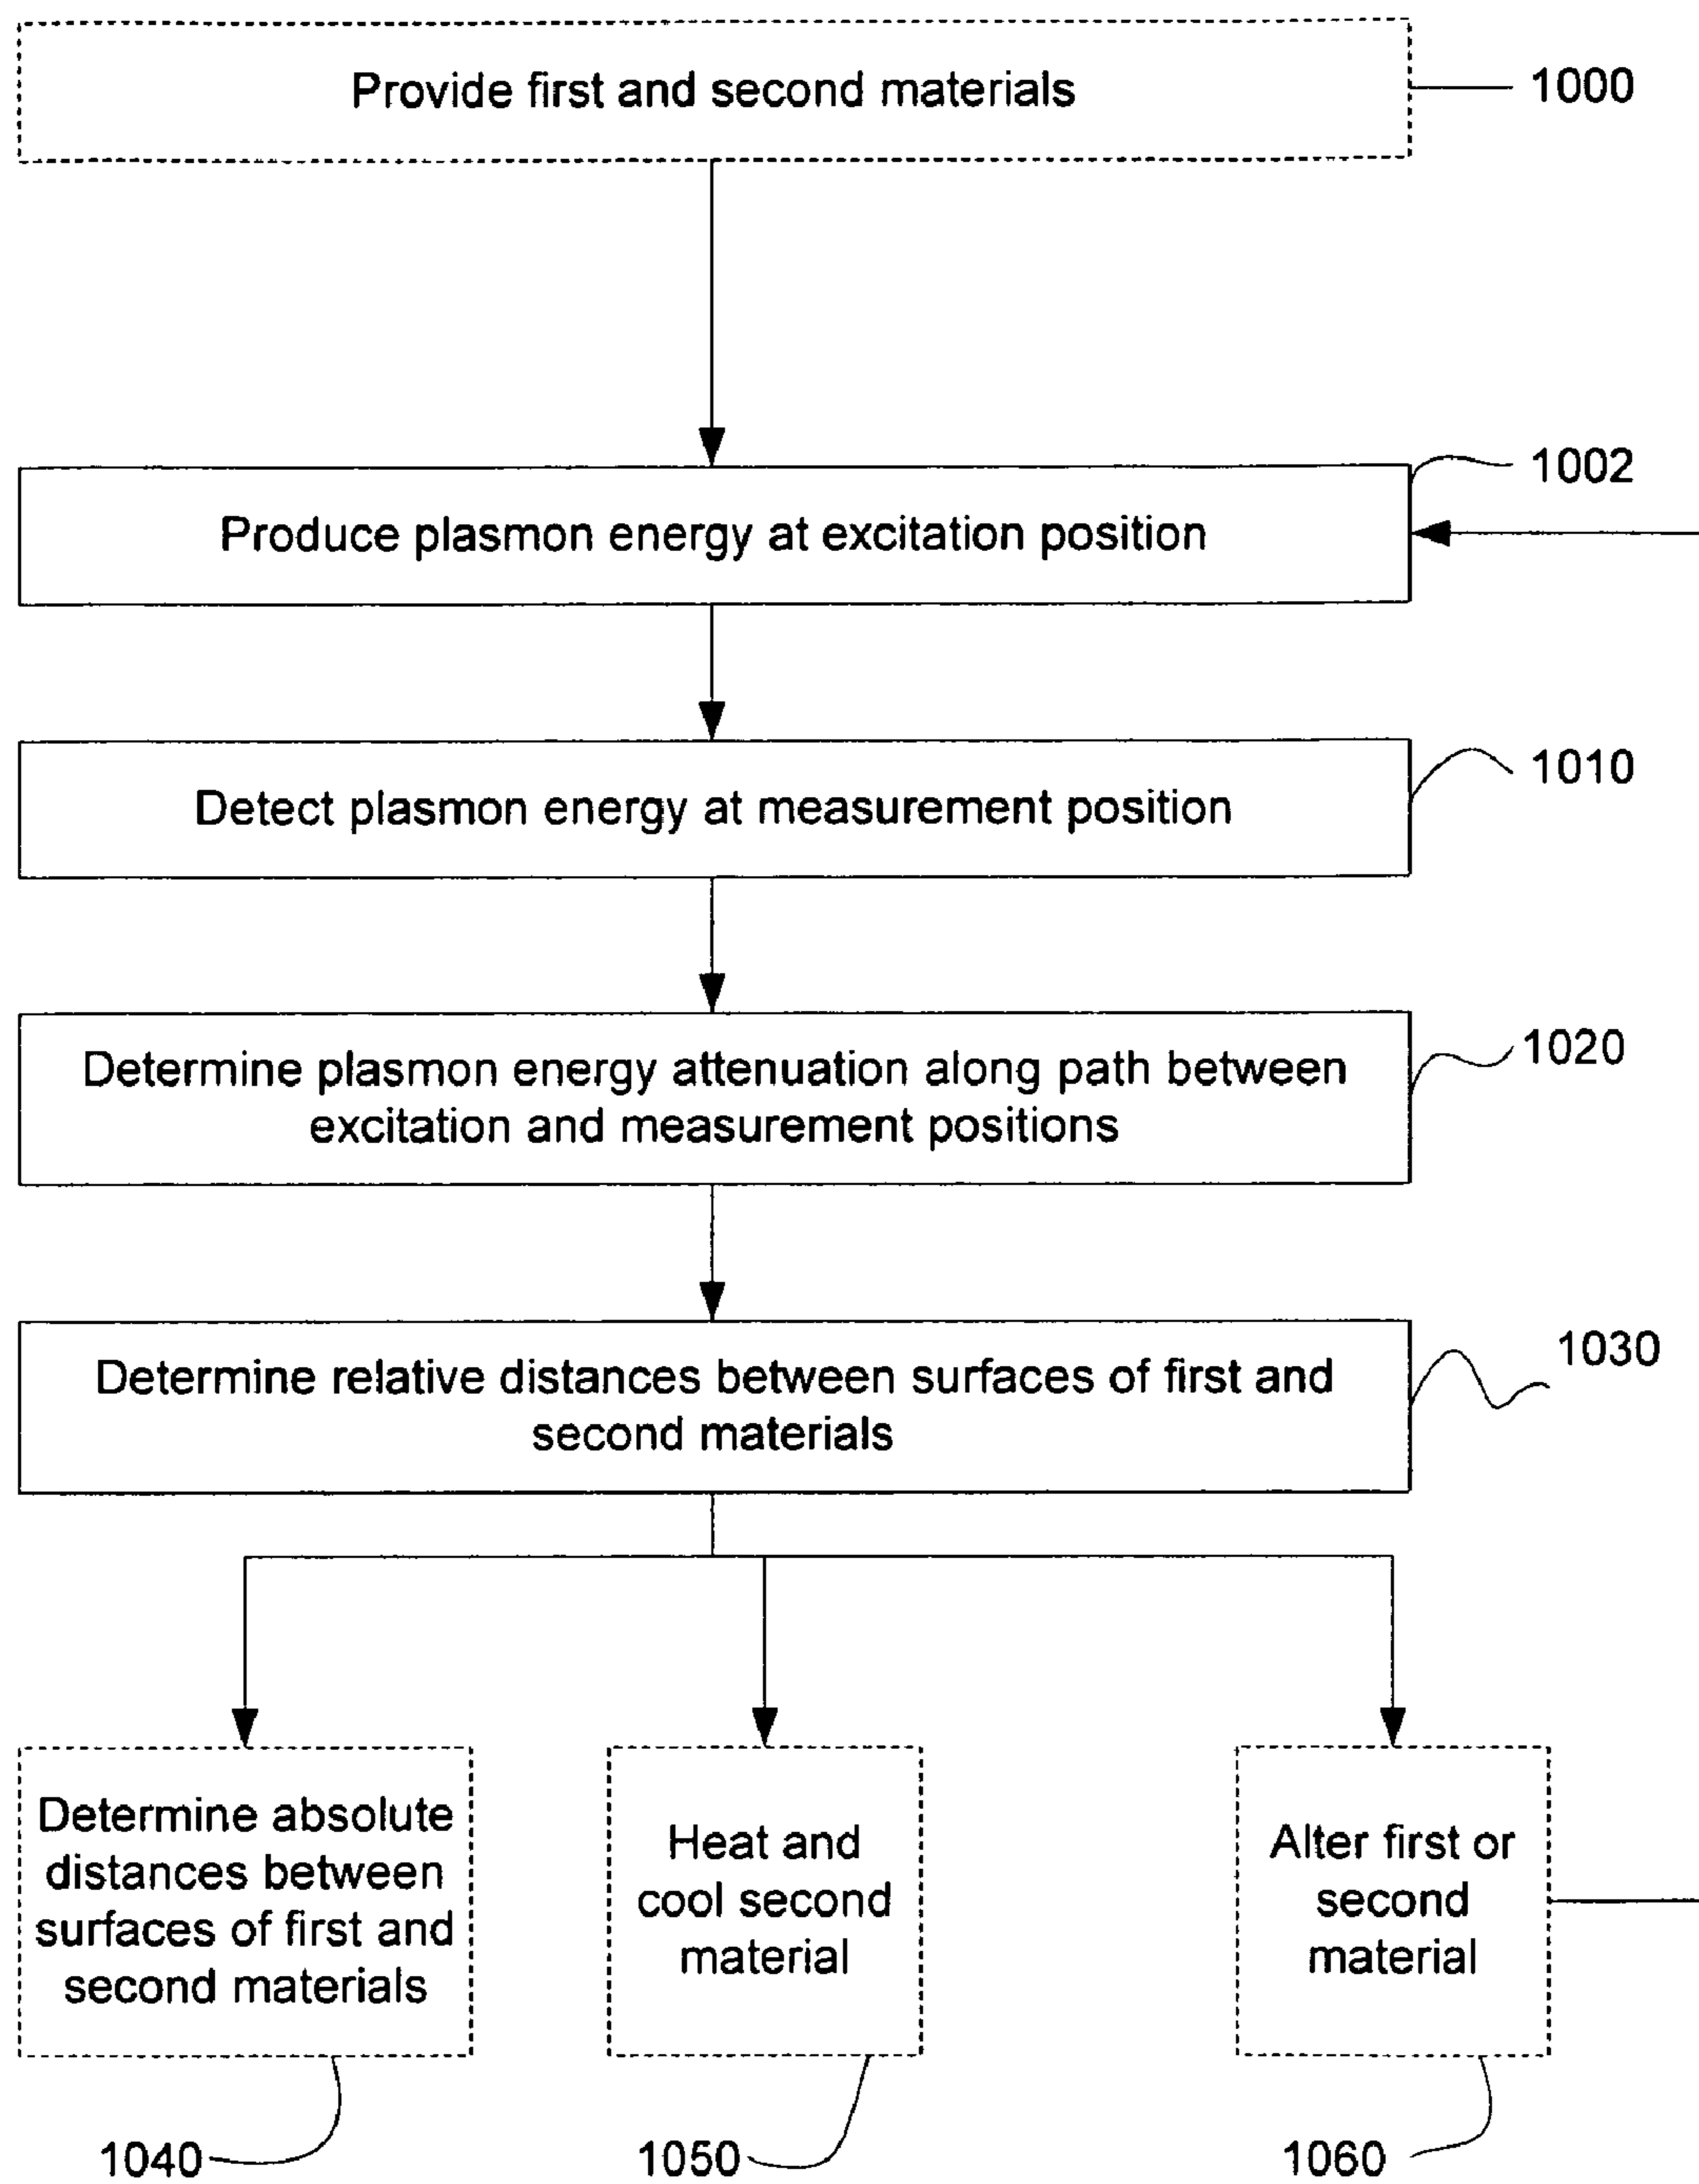 Provide first and second materials
1000
1002
Produce plasmon energy at excitation position
1010
Detect plasmon energy at measurement position
1020
Determine plasmon energy attenuation along path between
excitation and measurement positions
1030
Determine relative distances between surfaces of first and
second materials
Determine absolute
distances between
surfaces of first and
second materials
Heat and
cool second
material
Alter first or
second
material
1040
1050
1060